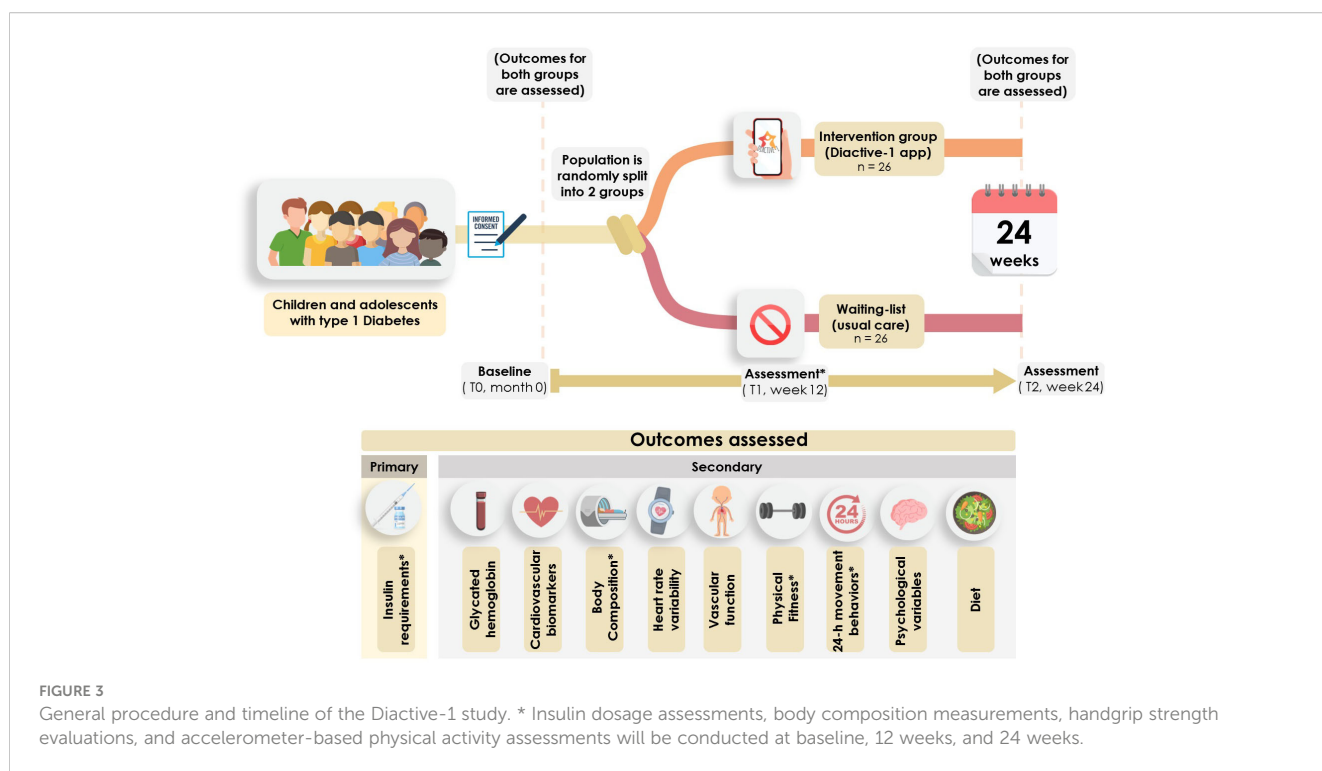 (Outcomes for
both groups
are assessed)
(Outcomes for
both groups
are assessed)
Population is
randomly split
into 2 groups
Intervention group
(Diactive-1 app)
n = 26
INFORMED
CONSENT
24
weeks
Children and adolescents
with type 1 Diabetes
Waiting-list
(usual care)
n = 26
Baseline
( T0, month 0)
Assessment*
( T1, week 12)
Assessment
( T2, week 24)
Outcomes assessed
Primary
Secondary
24
HOURS
Insulin
requirements*
Glycated
hemoglobin
Cardiovascular
biomarkers
Body
Composition*
Heart rate
variability
Vascular
function
Physical
Fitness*
24-h movement
behaviors*
Psychological
variables
Diet
FIGURE 3
General procedure and timeline of the Diactive-1 study. * Insulin dosage assessments, body composition measurements, handgrip strength
evaluations, and accelerometer-based physical activity assessments will be conducted at baseline, 12 weeks, and 24 weeks.